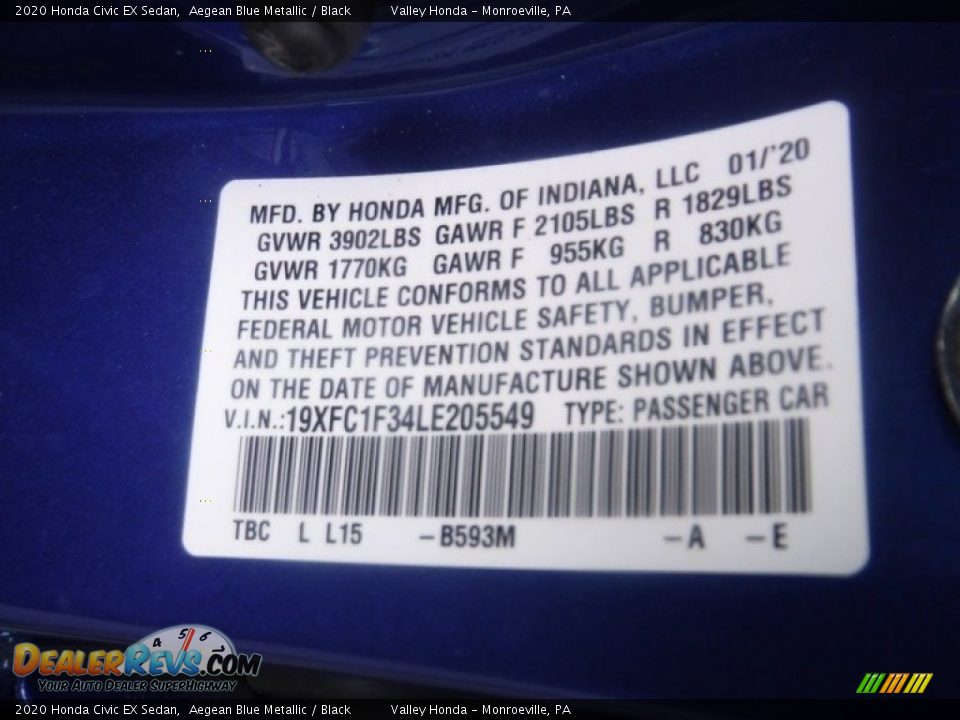 2020 Honda Civic EX Sedan,  Aegean Blue Metallic / Black        Valley Honda - Monroeville, PA
MFD. BY HONDA MFG. OF INDIANA, LLC 01/'20
GVWR 3902LBS GAWR F 2105LBS R 1829LBS
GVWR 1770KG GAWR F 955KG R 830KG
THIS VEHICLE CONFORMS TO ALL APPLICABLE
FEDERAL MOTOR VEHICLE SAFETY, BUMPER,
AND THEFT PREVENTION STANDARDS IN EFFECT
ON THE DATE OF MANUFACTURE SHOWN ABOVE.
V.I.N.:19XFC1F34LE205549 TYPE: PASSENGER CAR
TBC L L15 -B593M -A -E
4 5 6
DEALERREVS.COM
YOUR AUTO DEALER SUPERHIGHWAY
2020 Honda Civic EX Sedan,  Aegean Blue Metallic / Black        Valley Honda - Monroeville, PA